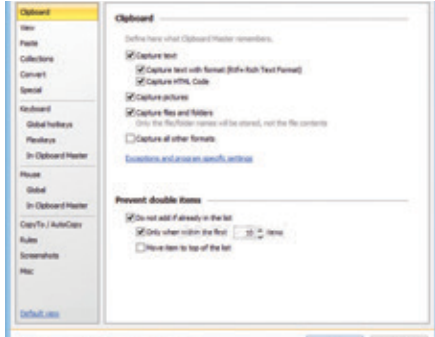 Clipboard
View
Paste
Collections
Convert
Special
Keyboard
Global hotkeys
Flexikeys
In Clipboard Master
Mouse
Global
In Clipboard Master
CopyTo / AutoCopy
Rules
Screenshots
Misc
Default view
Clipboard
Define here what Clipboard Master remembers.
Capture text
Capture text with format (RTF= Rich Text Format)
Capture HTML Code
Capture pictures
Capture files and folders
Only the file/folder names will be stored, not the file contents
Capture all other formats
Exceptions and program specific settings
Prevent double items
Do not add if already in the list
Only when within the first 10 items
Move item to top of the list